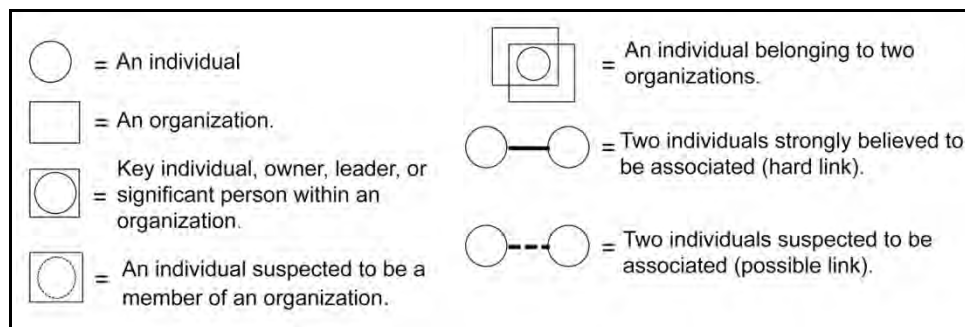 = An individual
= An organization.
Key individual, owner, leader, or
= significant person within an
organization.
= An individual suspected to be a
member of an organization.
An individual belonging to two
= organizations.
= Two individuals strongly believed to
be associated (hard link).
= Two individuals suspected to be
associated (possible link).